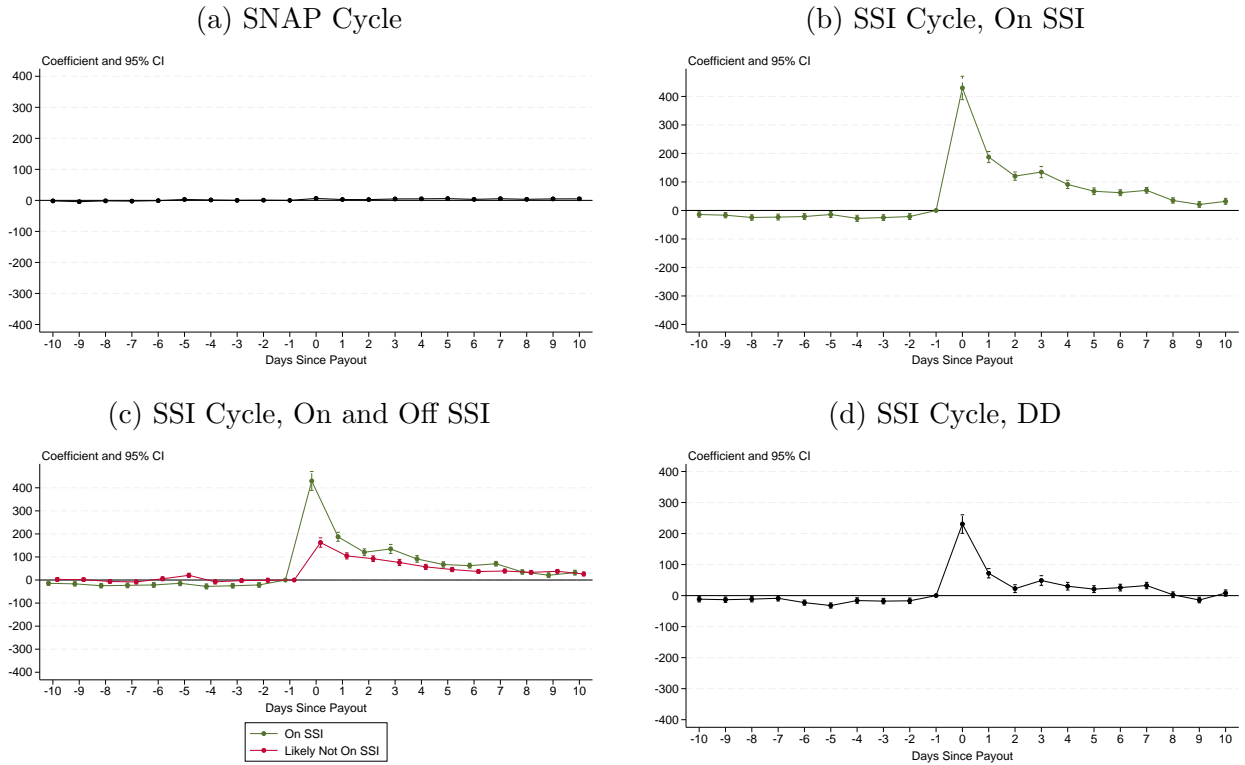 (a) SNAP Cycle
Coefficient and 95% CI
400
300
200
100
0
-100
-200
-300
-400
-10 -9 -8 -7 -6 -5 -4 -3 -2 -1 0 1 2 3 4 5 6 7 8 9 10
Days Since Payout
(b) SSI Cycle, On SSI
Coefficient and 95% CI
400
300
200
100
0
-100
-200
-300
-400
-10 -9 -8 -7 -6 -5 -4 -3 -2 -1 0 1 2 3 4 5 6 7 8 9 10
Days Since Payout
(c) SSI Cycle, On and Off SSI
Coefficient and 95% CI
400
300
200
100
0
-100
-200
-300
-400
-10 -9 -8 -7 -6 -5 -4 -3 -2 -1 0 1 2 3 4 5 6 7 8 9 10
Days Since Payout
On SSI
Likely Not On SSI
(d) SSI Cycle, DD
Coefficient and 95% CI
400
300
200
100
0
-100
-200
-300
-400
-10 -9 -8 -7 -6 -5 -4 -3 -2 -1 0 1 2 3 4 5 6 7 8 9 10
Days Since Payout